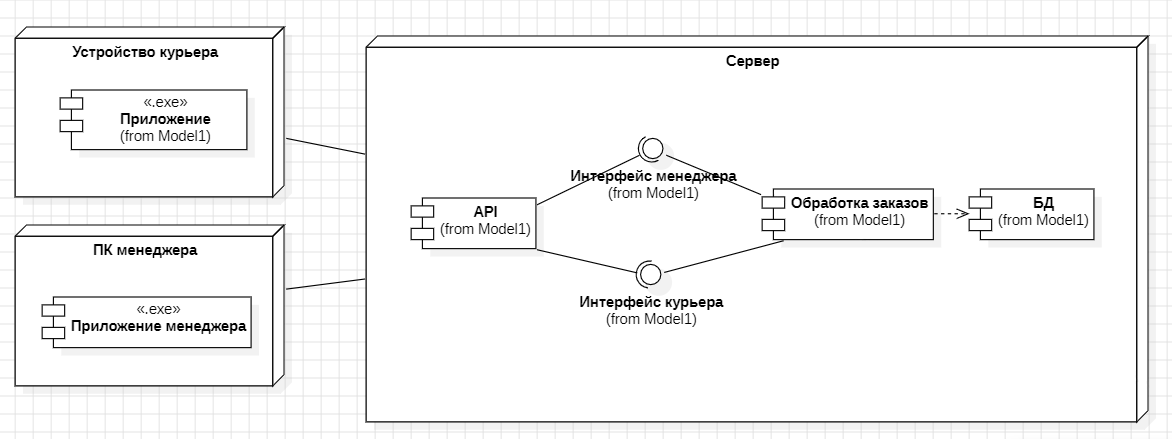 Устройство курьера
«.exe»
Приложение
(from Model1)
ПК менеджера
«.exe»
Приложение менеджера
Сервер
API
(from Model1)
Интерфейс менеджера
(from Model1)
Интерфейс курьера
(from Model1)
Обработка заказов
(from Model1)
БД
(from Model1)